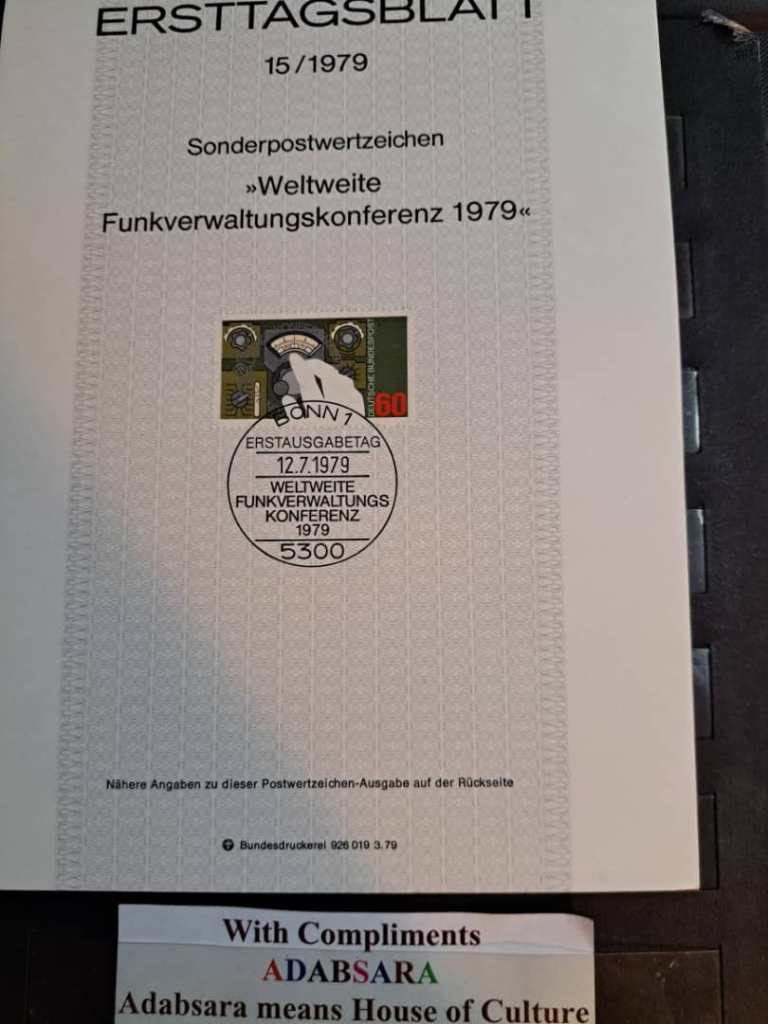 ERSTTAGSBLATT
15/1979
Sonderpostwertzeichen
»Weltweite
Funkverwaltungskonferenz 1979«
DEUTSCHE BUNDESPOST
60
BONN 1
ERSTAUSGABETAG
12.7.1979
WELTWEITE
FUNKVERWALTUNGS
KONFERENZ
1979
5300
Nähere Angaben zu dieser Postwertzeichen-Ausgabe auf der Rückseite
Bundesdruckerei 926 019 3.79
With Compliments
ADABSARA
Adabsara means House of Culture